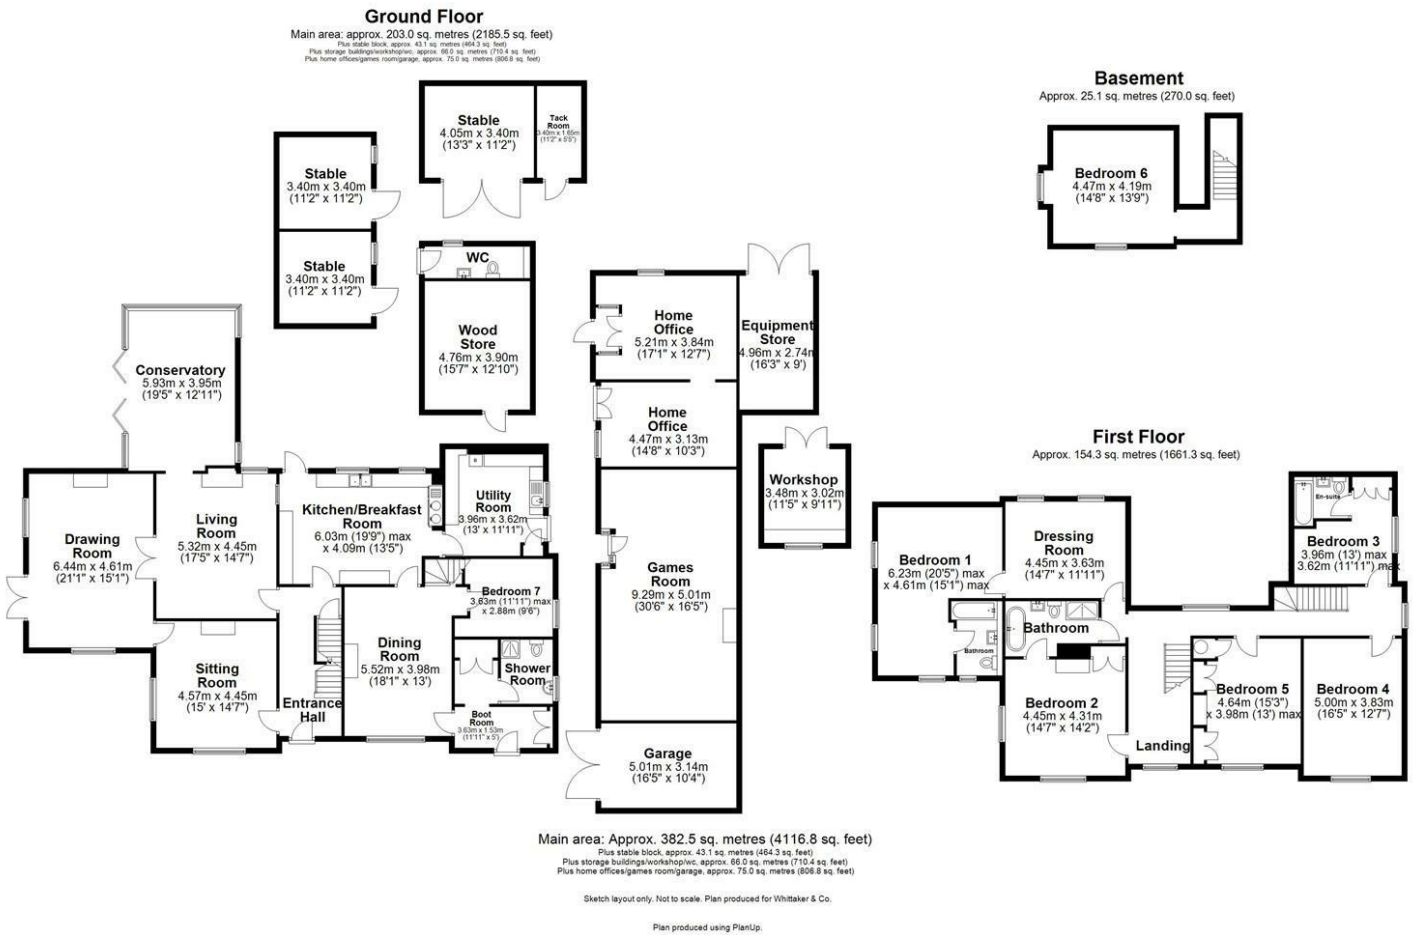 Ground Floor
Main area: approx. 203.0 sq. metres (2185.5 sq. feet)
Plus stable block, approx. 43.1 sq. metres (464.3 sq. feet)
Plus storage buildings/workshop/wc, approx. 66.0 sq. metres (710.4 sq. feet)
Plus home offices/games room/garage, approx. 75.0 sq. metres (806.8 sq. feet)
Stable
4.05m x 3.40m
(13'3" x 11'2")
Tack
Room
3.40m x 1.65m
(11'2" x 5'5")
Stable
3.40m x 3.40m
(11'2" x 11'2")
Stable
3.40m x 3.40m
(11'2" x 11'2")
WC
Wood
Store
4.76m x 3.90m
(15'7" x 12'10")
Conservatory
5.93m x 3.95m
(19'5" x 12'11")
Home
Office
5.21m x 3.84m
(17'1" x 12'7")
Equipment
Store
4.96m x 2.74m
(16'3" x 9')
Home
Office
4.47m x 3.13m
(14'8" x 10'3")
Workshop
3.48m x 3.02m
(11'5" x 9'11")
Drawing
Room
6.44m x 4.61m
(21'1" x 15'1")
Living
Room
5.32m x 4.45m
(17'5" x 14'7")
Kitchen/Breakfast
Room
6.03m (19'9") max
x 4.09m (13'5")
Utility
Room
3.96m x 3.62m
(13' x 11'11")
Bedroom 7
3.63m (11'11") max
x 2.88m (9'6")
Games
Room
9.29m x 5.01m
(30'6" x 16'5")
Sitting
Room
4.57m x 4.45m
(15' x 14'7")
Entrance
Hall
Dining
Room
5.52m x 3.98m
(18'1" x 13')
Shower
Room
Boot
Room
3.63m x 1.53m
(11'11" x 5')
Garage
5.01m x 3.14m
(16'5" x 10'4")
Basement
Approx. 25.1 sq. metres (270.0 sq. feet)
Bedroom 6
4.47m x 4.19m
(14'8" x 13'9")
First Floor
Approx. 154.3 sq. metres (1661.3 sq. feet)
Bedroom 1
6.23m (20'5") max
x 4.61m (15'1") max
Dressing
Room
4.45m x 3.63m
(14'7" x 11'11")
En-suite
Bedroom 3
3.96m (13') max
3.62m (11'11") max
Bathroom
Bathroom
Bedroom 2
4.45m x 4.31m
(14'7" x 14'2")
Landing
Bedroom 5
4.64m (15'3")
x 3.98m (13') max
Bedroom 4
5.00m x 3.83m
(16'5" x 12'7")
Main area: Approx. 382.5 sq. metres (4116.8 sq. feet)
Plus stable block, approx. 43.1 sq. metres (464.3 sq. feet)
Plus storage buildings/workshop/wc, approx. 66.0 sq. metres (710.4 sq. feet)
Plus home offices/games room/garage, approx. 75.0 sq. metres (806.8 sq. feet)
Sketch layout only. Not to scale. Plan produced for Whittaker & Co.
Plan produced using PlanUp.